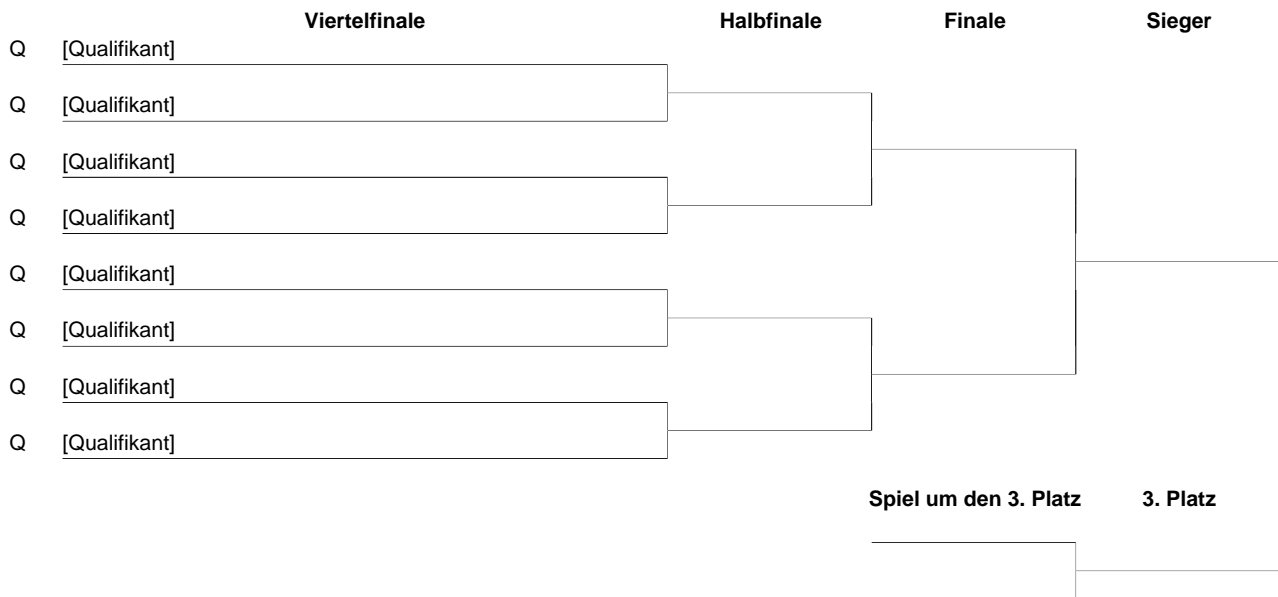 Viertelfinale Halbfinale Finale Sieger
Q [Qualifikant]
Q [Qualifikant]
Q [Qualifikant]
Q [Qualifikant]
Q [Qualifikant]
Q [Qualifikant]
Q [Qualifikant]
Q [Qualifikant]
Spiel um den 3. Platz 3. Platz